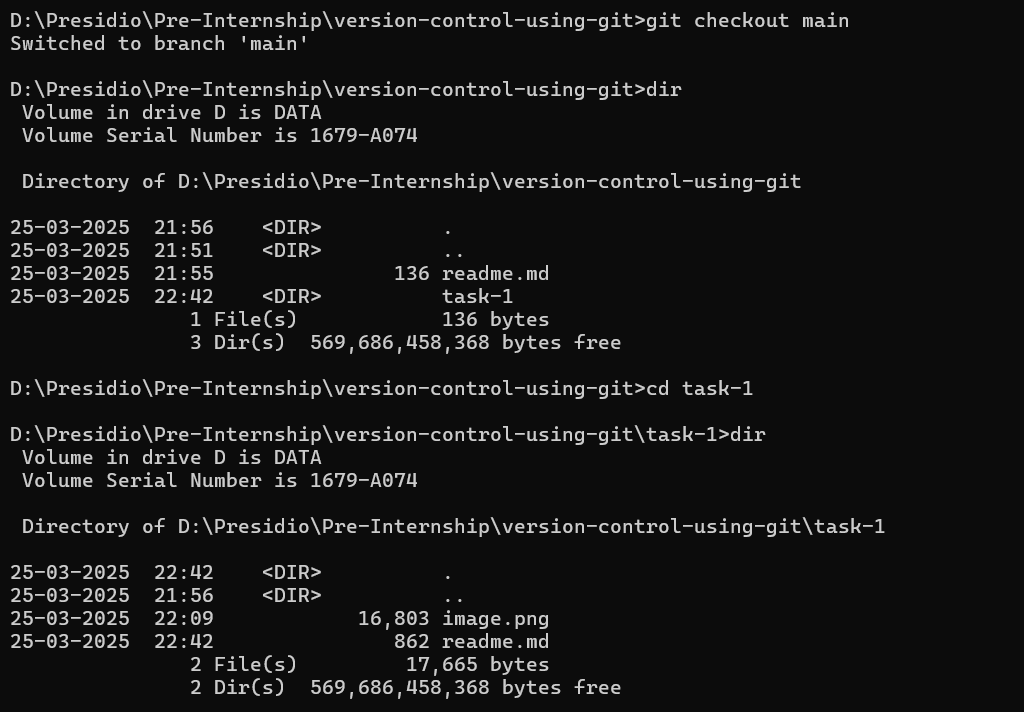 D:\Presidio\Pre-Internship\version-control-using-git>git checkout main
Switched to branch 'main'
D:\Presidio\Pre-Internship\version-control-using-git>dir
 Volume in drive D is DATA
 Volume Serial Number is 1679-A074
 Directory of D:\Presidio\Pre-Internship\version-control-using-git
25-03-2025  21:56    <DIR>          .
25-03-2025  21:51    <DIR>          ..
25-03-2025  21:55               136 readme.md
25-03-2025  22:42    <DIR>          task-1
               1 File(s)            136 bytes
               3 Dir(s)  569,686,458,368 bytes free
D:\Presidio\Pre-Internship\version-control-using-git>cd task-1
D:\Presidio\Pre-Internship\version-control-using-git\task-1>dir
 Volume in drive D is DATA
 Volume Serial Number is 1679-A074
 Directory of D:\Presidio\Pre-Internship\version-control-using-git\task-1
25-03-2025  22:42    <DIR>          .
25-03-2025  21:56    <DIR>          ..
25-03-2025  22:09            16,803 image.png
25-03-2025  22:42               862 readme.md
               2 File(s)         17,665 bytes
               2 Dir(s)  569,686,458,368 bytes free